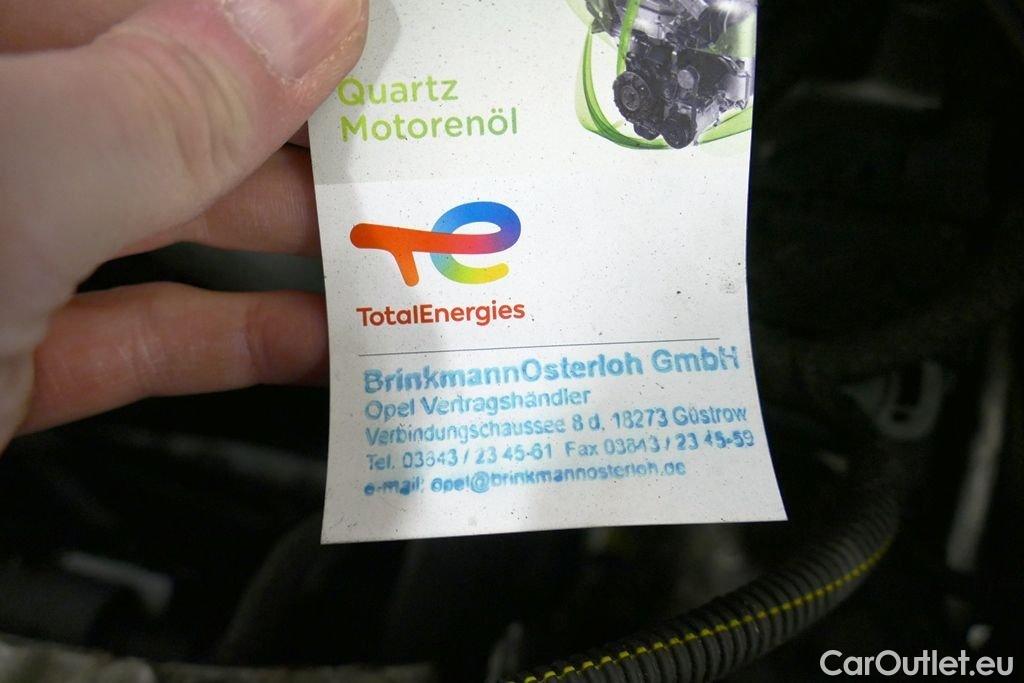 Quartz
Motorenöl
TotalEnergies
BrinkmannOsterloh GmbH
Opel Vertragshändler
Verbindungschaussee 8 d, 18273 Güstrow
Tel. 03843 / 23 45-61 Fax 03843 / 23 45-59
e-mail: opel@brinkmannosterloh.de
CarOutlet.eu